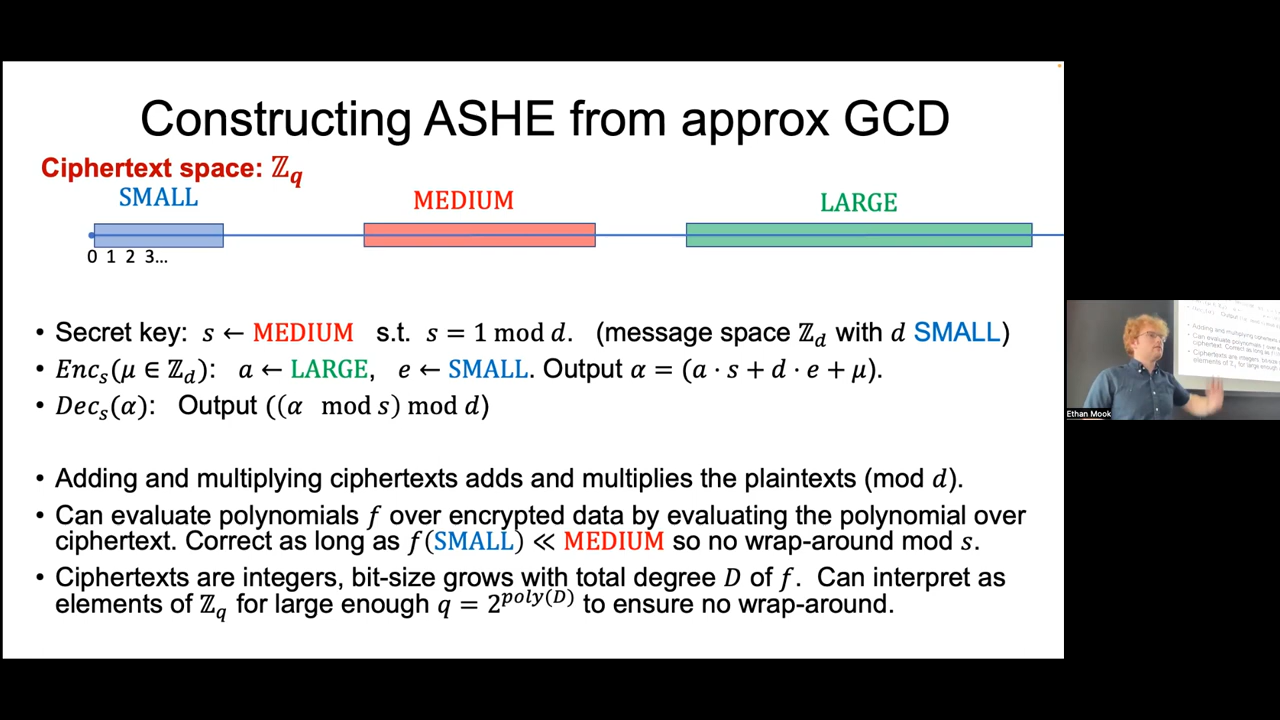 Constructing ASHE from approx GCD
Ciphertext space: ℤ_q
SMALL
MEDIUM
LARGE
0 1 2 3...
• Secret key: s ← MEDIUM s.t. s = 1 mod d. (message space ℤ_d with d SMALL)
• Enc_s(μ ∈ ℤ_d): a ← LARGE, e ← SMALL. Output α = (a · s + d · e + μ).
• Dec_s(α): Output ((α mod s) mod d)
• Adding and multiplying ciphertexts adds and multiplies the plaintexts (mod d).
• Can evaluate polynomials f over encrypted data by evaluating the polynomial over
ciphertext. Correct as long as f(SMALL) ≪ MEDIUM so no wrap-around mod s.
• Ciphertexts are integers, bit-size grows with total degree D of f. Can interpret as
elements of ℤ_q for large enough q = 2^{poly(D)} to ensure no wrap-around.
Ethan Mook